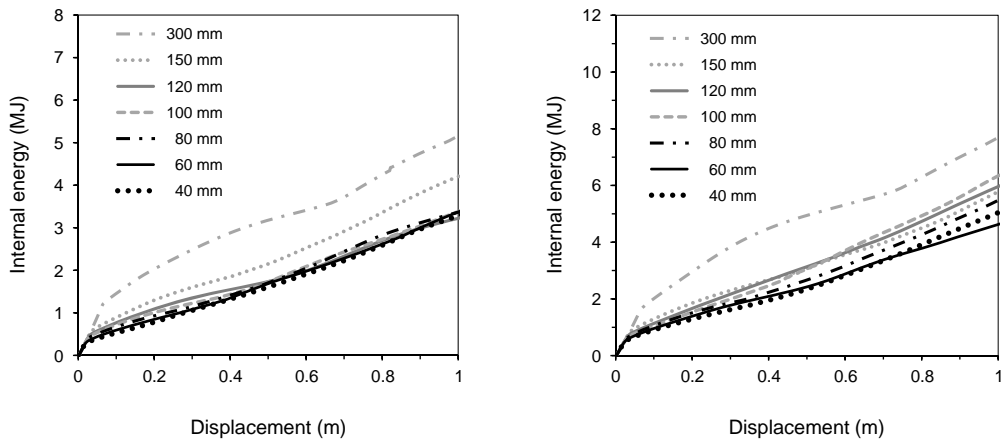 8
7
6
5
4
3
2
1
0
Internal energy (MJ)
300 mm
150 mm
120 mm
100 mm
80 mm
60 mm
40 mm
0 0.2 0.4 0.6 0.8 1
Displacement (m)
12
10
8
6
4
2
0
Internal energy (MJ)
300 mm
150 mm
120 mm
100 mm
80 mm
60 mm
40 mm
0 0.2 0.4 0.6 0.8 1
Displacement (m)